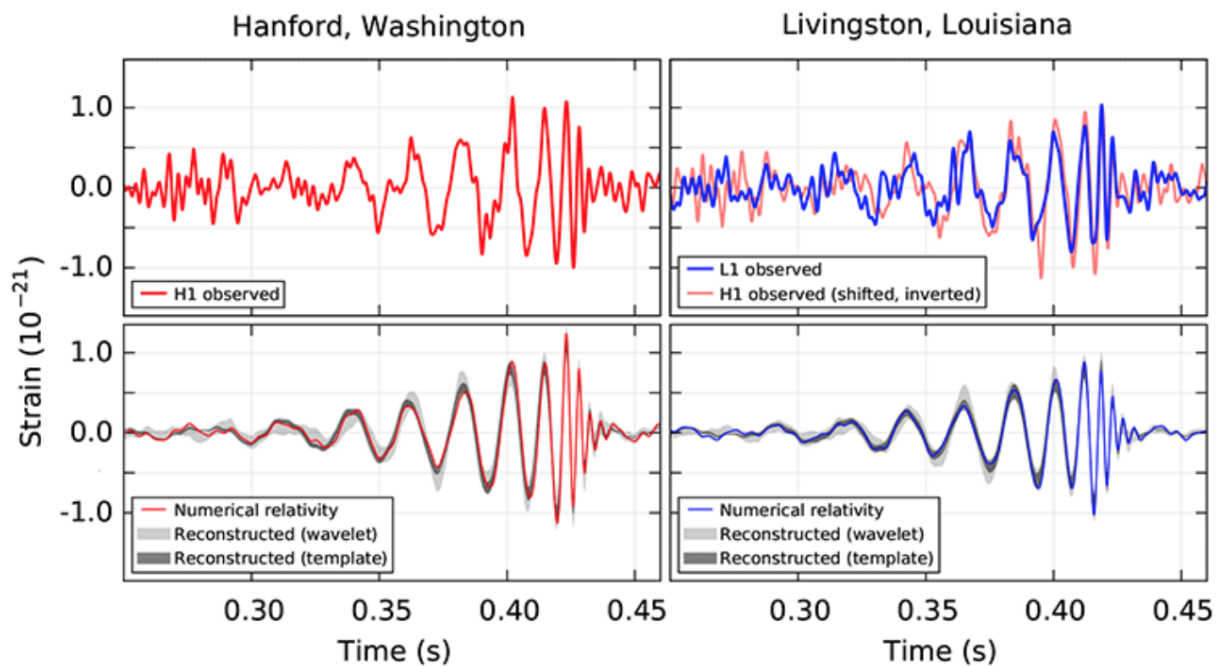 Hanford, Washington
Livingston, Louisiana
Strain (10⁻²¹)
1.0
0.0
-1.0
H1 observed
L1 observed
H1 observed (shifted, inverted)
1.0
0.0
-1.0
Numerical relativity
Reconstructed (wavelet)
Reconstructed (template)
Numerical relativity
Reconstructed (wavelet)
Reconstructed (template)
0.30 0.35 0.40 0.45
0.30 0.35 0.40 0.45
Time (s)
Time (s)